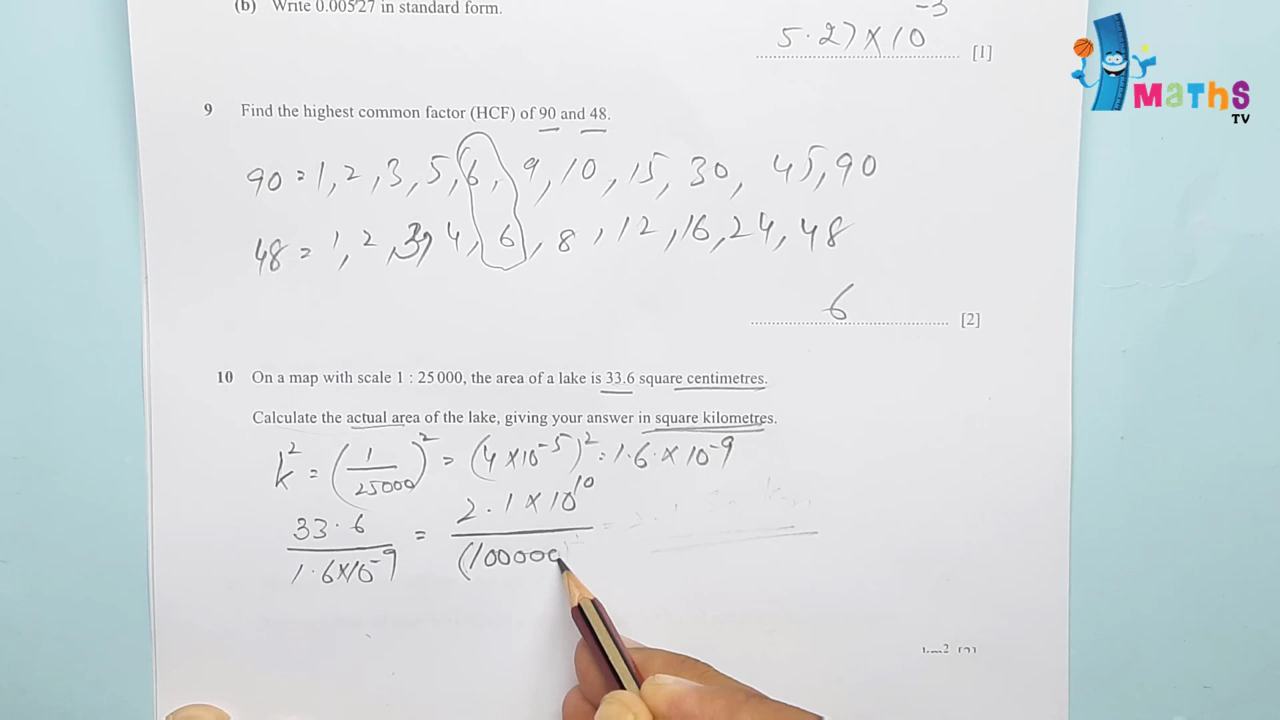 (b) Write 0.00527 in standard form.
5.27 × 10⁻³
[1]
MaTHS
TV
9 Find the highest common factor (HCF) of 90 and 48.
90 = 1, 2, 3, 5, 6, 9, 10, 15, 30, 45, 90
48 = 1, 2, 3, 4, 6, 8, 12, 16, 24, 48
6
[2]
10 On a map with scale 1 : 25 000, the area of a lake is 33.6 square centimetres.
Calculate the actual area of the lake, giving your answer in square kilometres.
k² = (1/25000)² = (4 × 10⁻⁵)² = 1.6 × 10⁻⁹
33.6 / 1.6×10⁻⁹ = 2.1 × 10¹⁰ / (100000